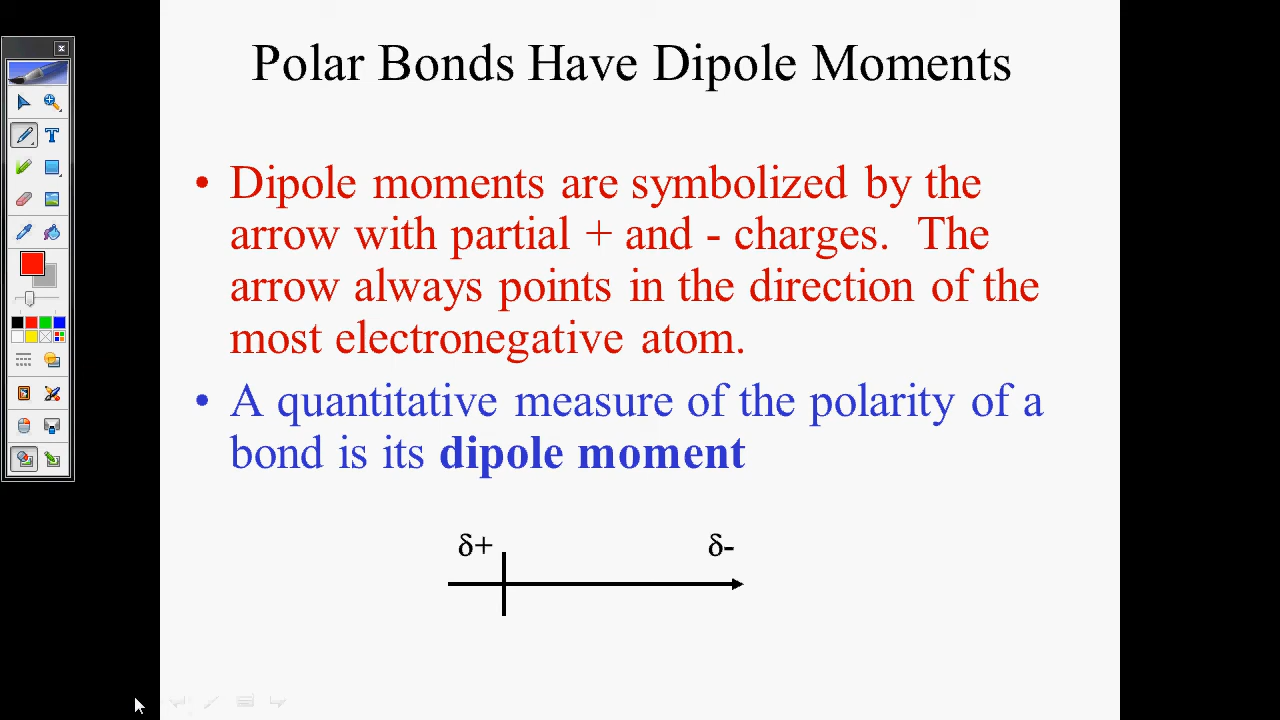 Polar Bonds Have Dipole Moments
• Dipole moments are symbolized by the
arrow with partial + and - charges. The
arrow always points in the direction of the
most electronegative atom.
• A quantitative measure of the polarity of a
bond is its dipole moment
δ+ δ-